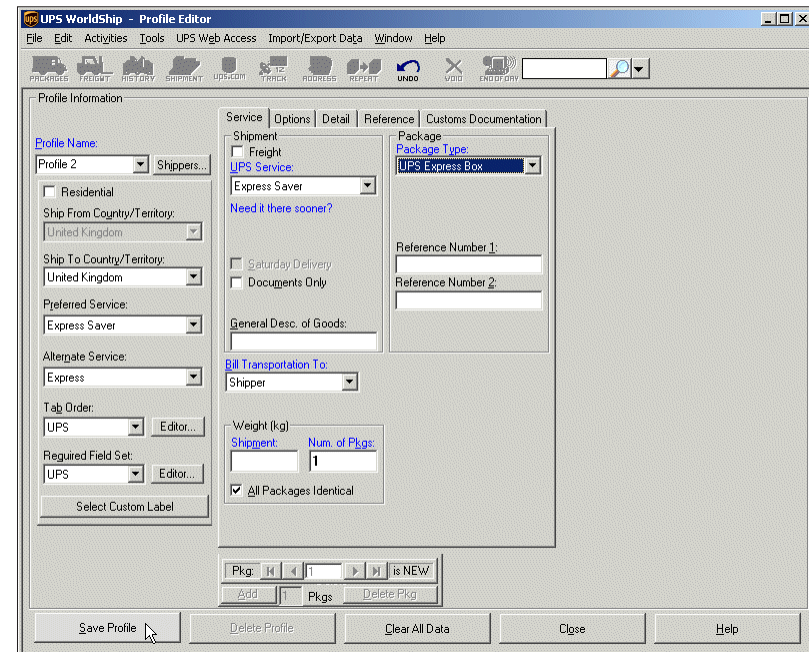 UPS WorldShip - Profile Editor
File Edit Activities Tools UPS Web Access Import/Export Data Window Help
PACKAGES FREIGHT HISTORY SHIPMENT ups.com TRACK ADDRESS REPEAT UNDO VOID END OF DAY
Profile Information
Service Options Detail Reference Customs Documentation
Profile Name:
Profile 2 Shippers...
Residential
Ship From Country/Territory:
United Kingdom
Ship To Country/Territory:
United Kingdom
Preferred Service:
Express Saver
Alternate Service:
Express
Tab Order:
UPS Editor...
Required Field Set:
UPS Editor...
Select Custom Label
Shipment
Freight
UPS Service:
Express Saver
Need it there sooner?
Saturday Delivery
Documents Only
General Desc. of Goods:
Bill Transportation To:
Shipper
Weight (kg)
Shipment: Num. of Pkgs:
1
All Packages Identical
Package
Package Type:
UPS Express Box
Reference Number 1:
Reference Number 2:
Pkg: 1 is NEW
Add 1 Pkgs Delete Pkg
Save Profile Delete Profile Clear All Data Close Help